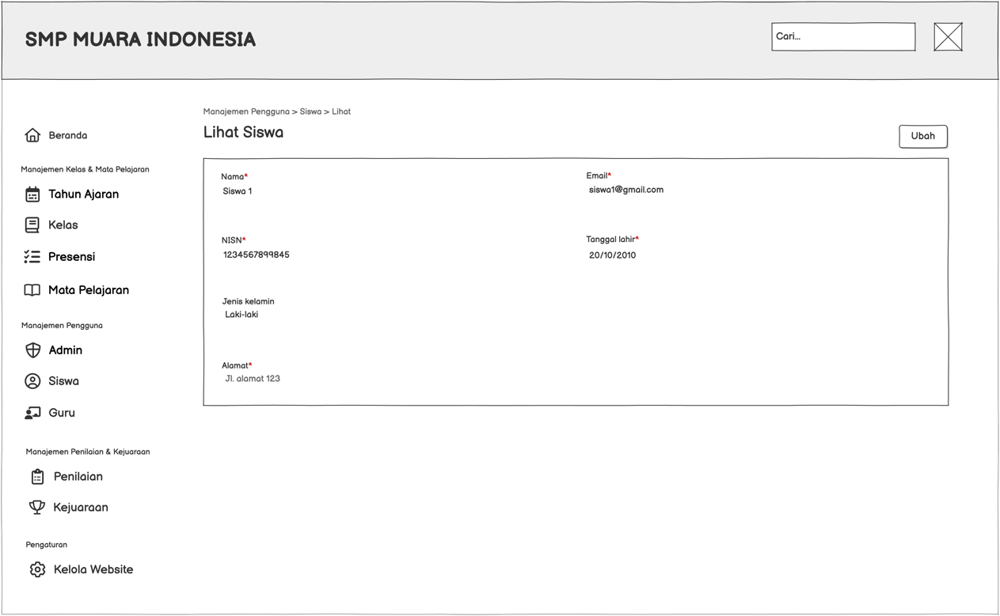 SMP MUARA INDONESIA
Cari...
Beranda
Manajemen Kelas & Mata Pelajaran
Tahun Ajaran
Kelas
Presensi
Mata Pelajaran
Manajemen Pengguna
Admin
Siswa
Guru
Manajemen Penilaian & Kejuaraan
Penilaian
Kejuaraan
Pengaturan
Kelola Website
Manajemen Pengguna > Siswa > Lihat
Lihat Siswa
Ubah
Nama*
Siswa 1
Email*
siswa1@gmail.com
NISN*
1234567899845
Tanggal lahir*
20/10/2010
Jenis kelamin
Laki-laki
Alamat*
Jl. alamat 123